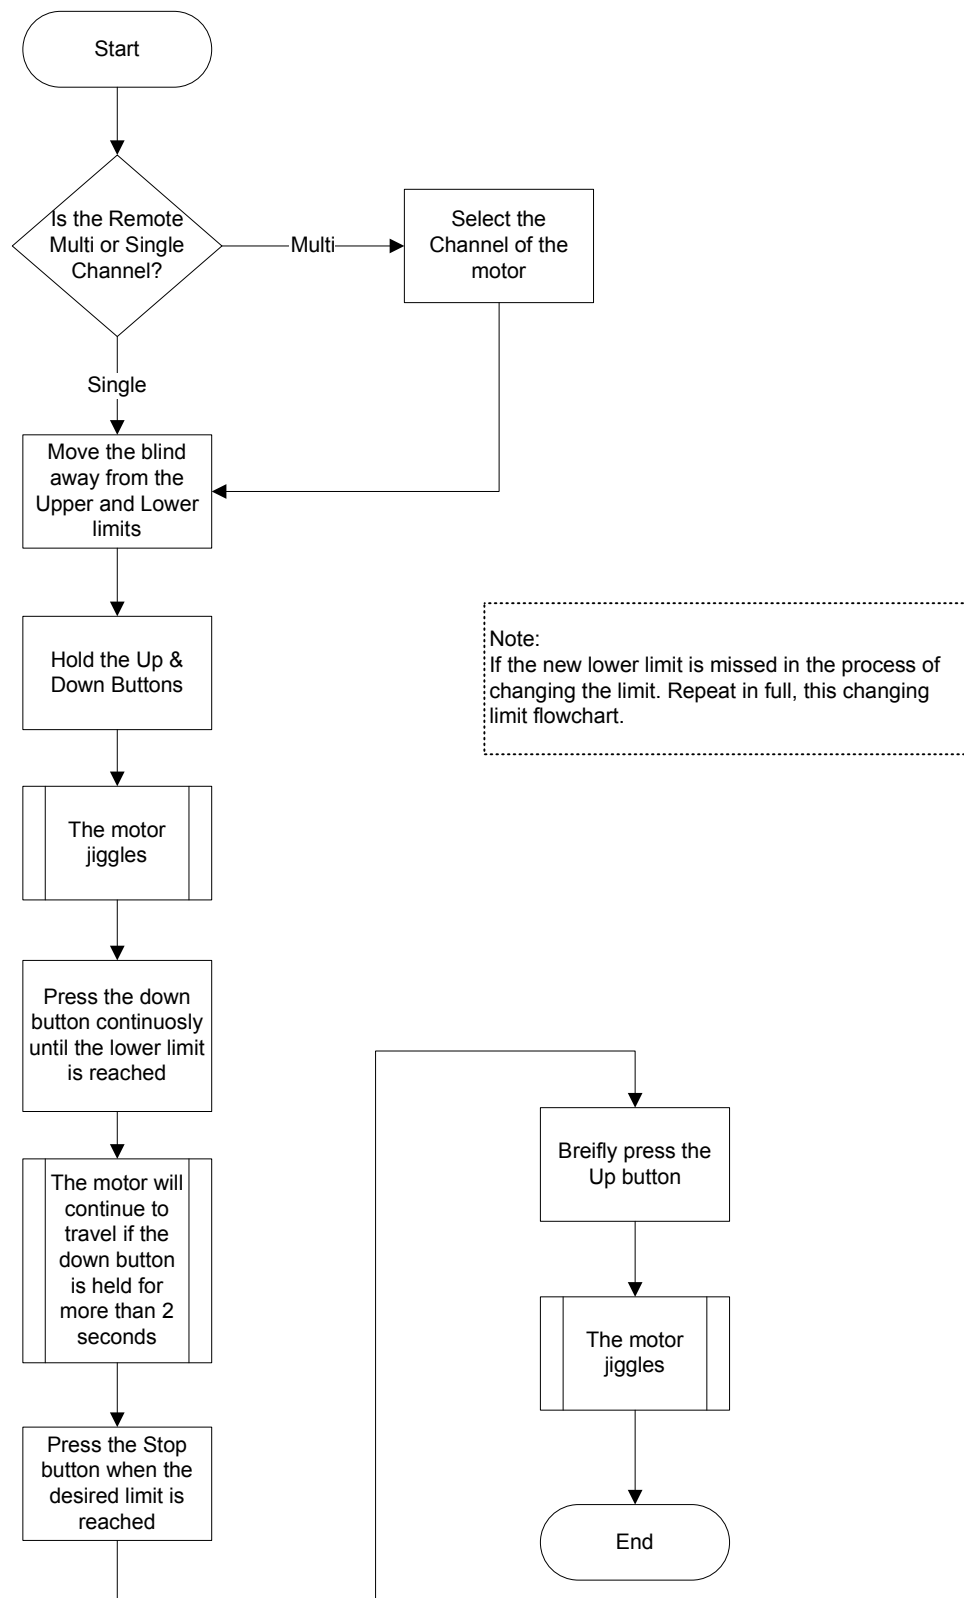 Start
Is the Remote
Multi or Single
Channel?
Multi
Select the
Channel of the
motor
Single
Move the blind
away from the
Upper and Lower
limits
Hold the Up &
Down Buttons
Note:
If the new lower limit is missed in the process of
changing the limit. Repeat in full, this changing
limit flowchart.
The motor
jiggles
Press the down
button continuosly
until the lower limit
is reached
The motor will
continue to
travel if the
down button
is held for
more than 2
seconds
Press the Stop
button when the
desired limit is
reached
Breifly press the
Up button
The motor
jiggles
End